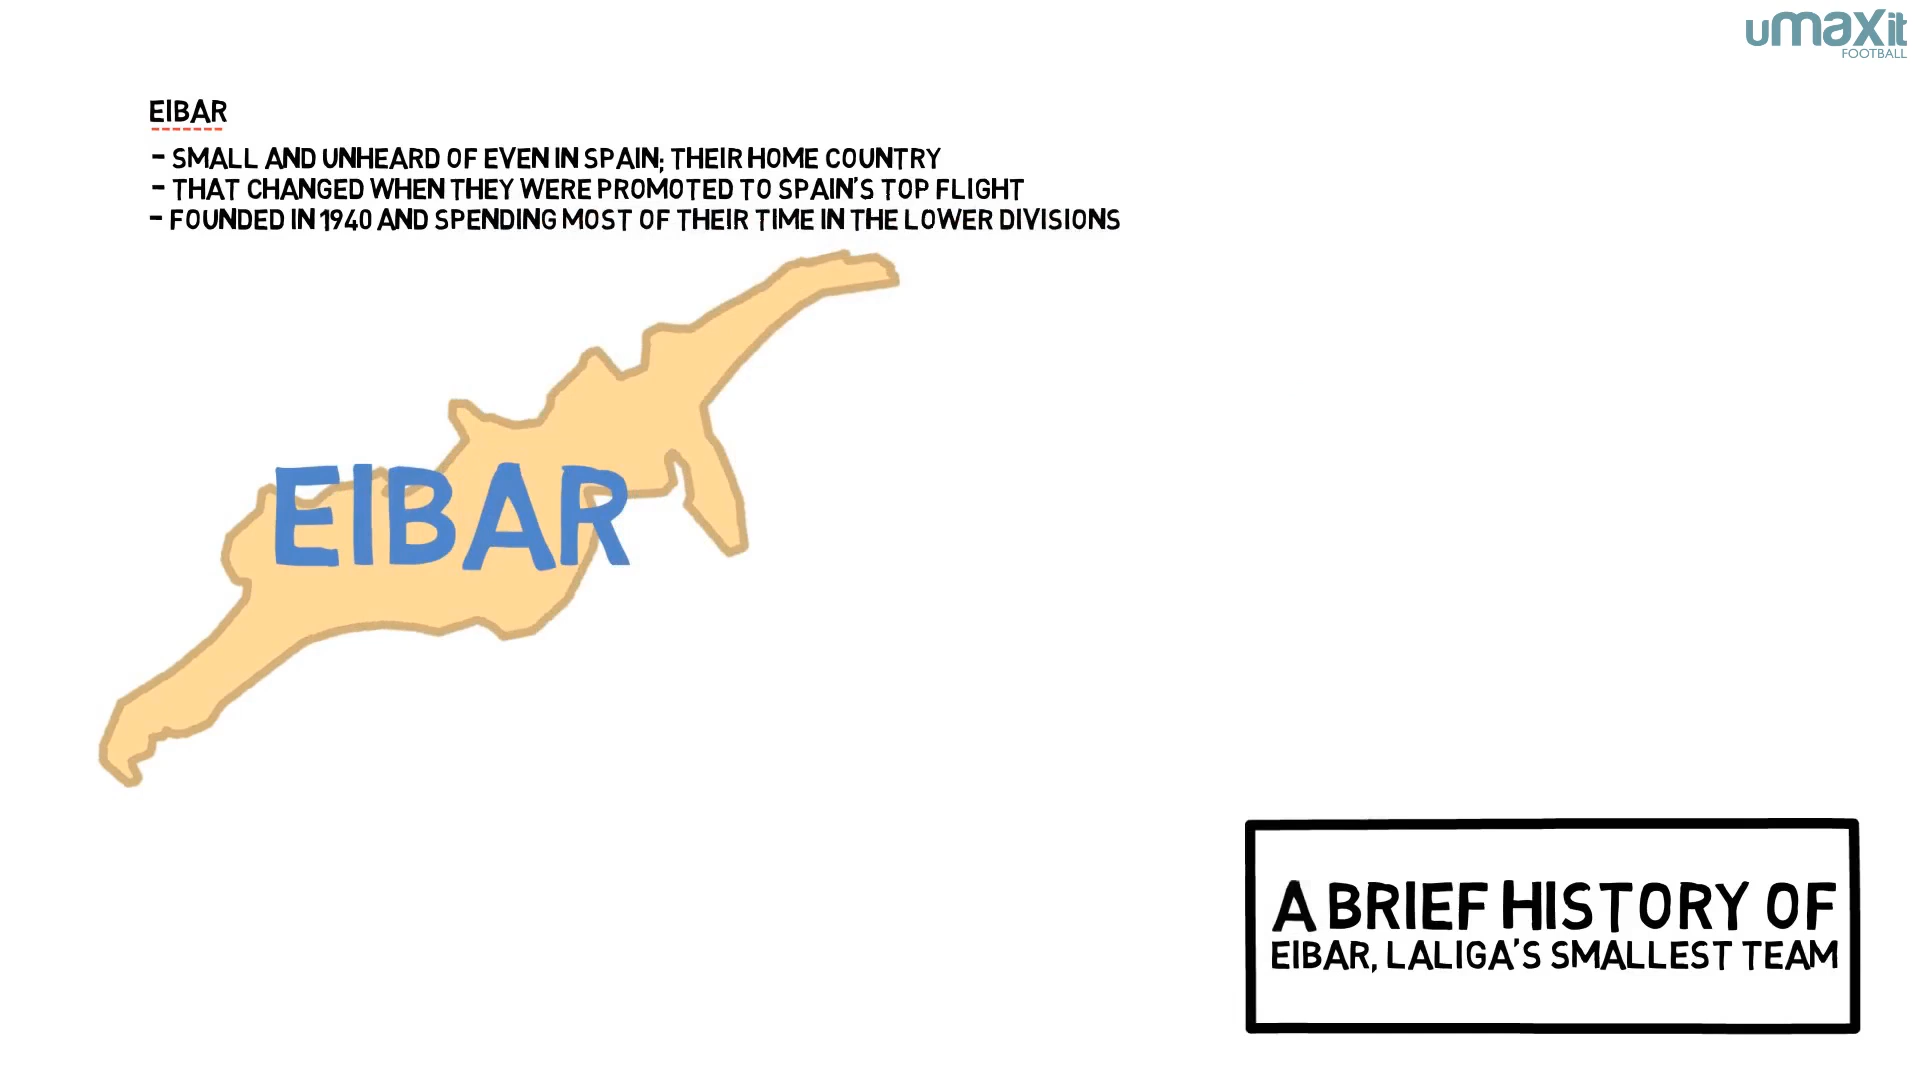 umaxit
FOOTBALL
EIBAR
- SMALL AND UNHEARD OF EVEN IN SPAIN; THEIR HOME COUNTRY
- THAT CHANGED WHEN THEY WERE PROMOTED TO SPAIN'S TOP FLIGHT
- FOUNDED IN 1940 AND SPENDING MOST OF THEIR TIME IN THE LOWER DIVISIONS
EIBAR
A BRIEF HISTORY OF
EIBAR, LALIGA'S SMALLEST TEAM